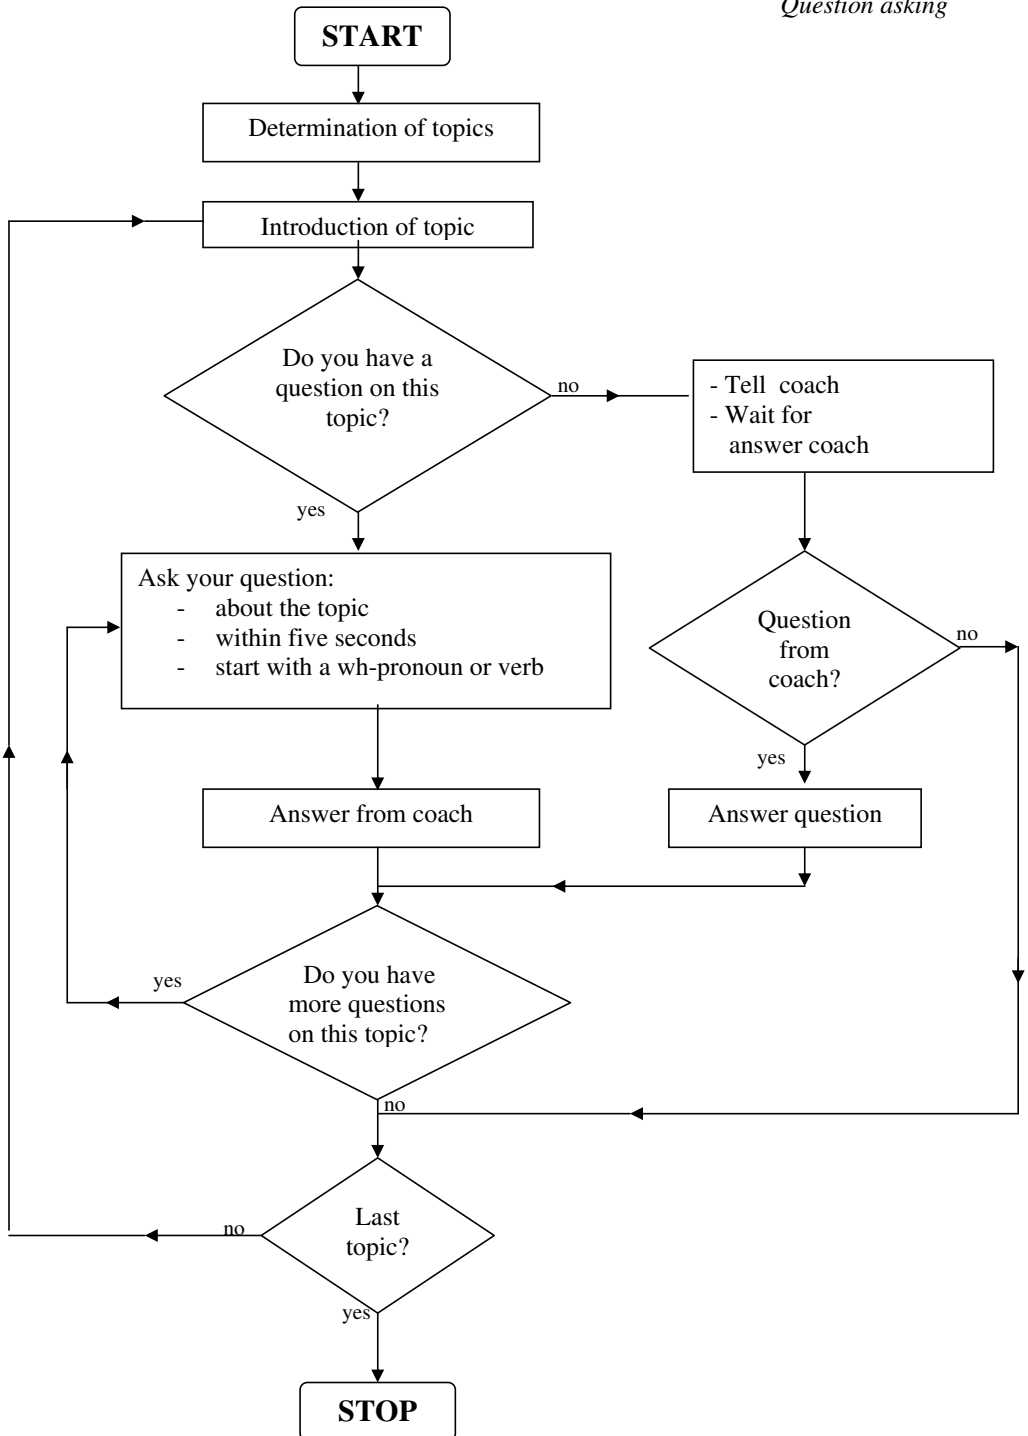 Question asking
START
Determination of topics
Introduction of topic
Do you have a
question on this
topic?
no
- Tell coach
- Wait for
answer coach
yes
Ask your question:
- about the topic
- within five seconds
- start with a wh-pronoun or verb
Question
from
coach?
no
yes
Answer from coach
Answer question
Do you have
more questions
on this topic?
yes
no
Last
topic?
no
yes
STOP